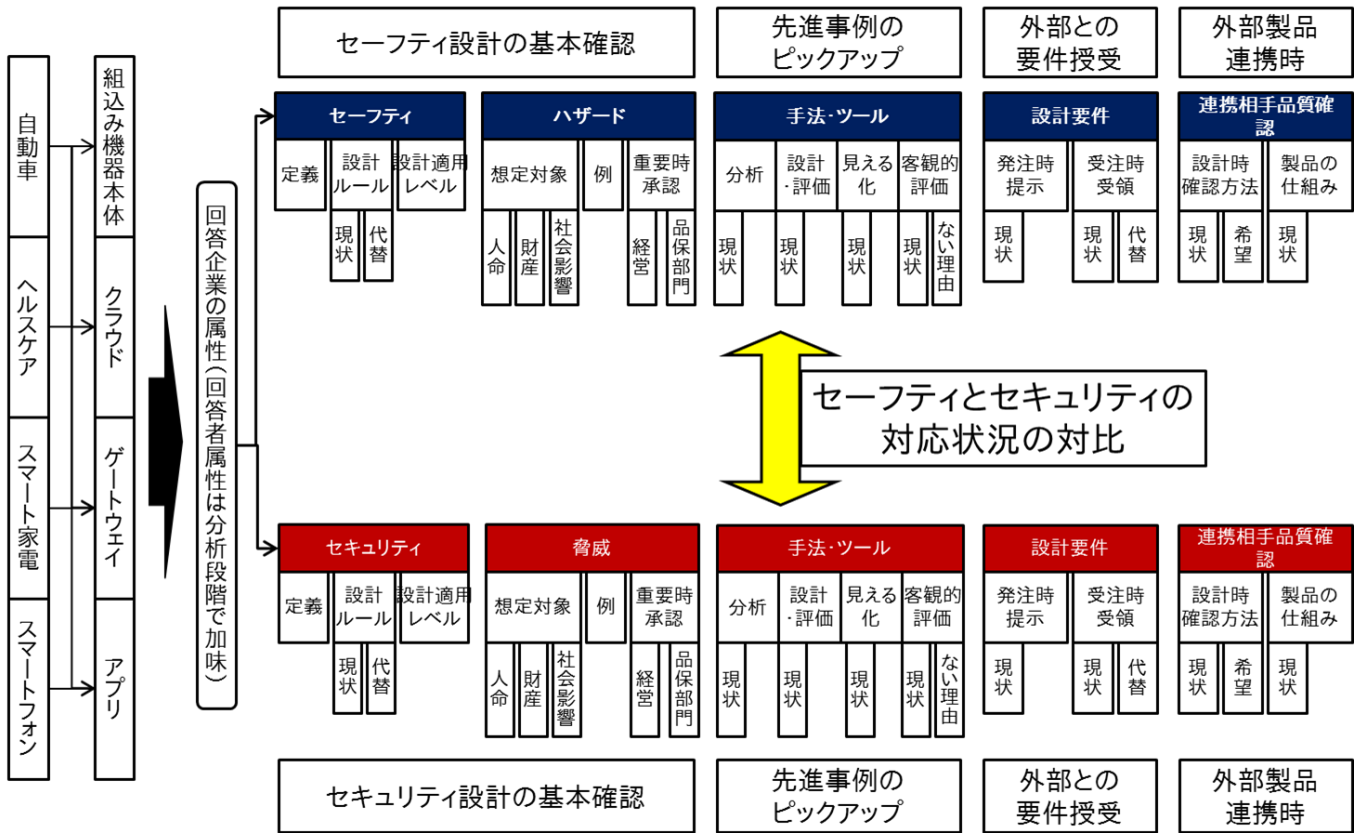 セーフティ設計の基本確認
先進事例の
ピックアップ
外部との
要件授受
外部製品
連携時
自動車
ヘルスケア
スマート家電
スマートフォン
組込み機器本体
クラウド
ゲートウェイ
アプリ
回答企業の属性(回答者属性は分析段階で加味)
セーフティ
定義
設計
ルール
設計適用
レベル
現状
代替
ハザード
想定対象
例
重要時
承認
人命
財産
社会影響
経営
品保部門
手法・ツール
分析
設計
・評価
見える
化
客観的
評価
現状
現状
現状
現状
ない理由
設計要件
発注時
提示
受注時
受領
現状
現状
代替
連携相手品質確
認
設計時
確認方法
製品の
仕組み
現状
希望
現状
セーフティとセキュリティの
対応状況の対比
セキュリティ
定義
設計
ルール
設計適用
レベル
現状
代替
脅威
想定対象
例
重要時
承認
人命
財産
社会影響
経営
品保部門
手法・ツール
分析
設計
・評価
見える
化
客観的
評価
現状
現状
現状
現状
ない理由
設計要件
発注時
提示
受注時
受領
現状
現状
代替
連携相手品質確
認
設計時
確認方法
製品の
仕組み
現状
希望
現状
セキュリティ設計の基本確認
先進事例の
ピックアップ
外部との
要件授受
外部製品
連携時